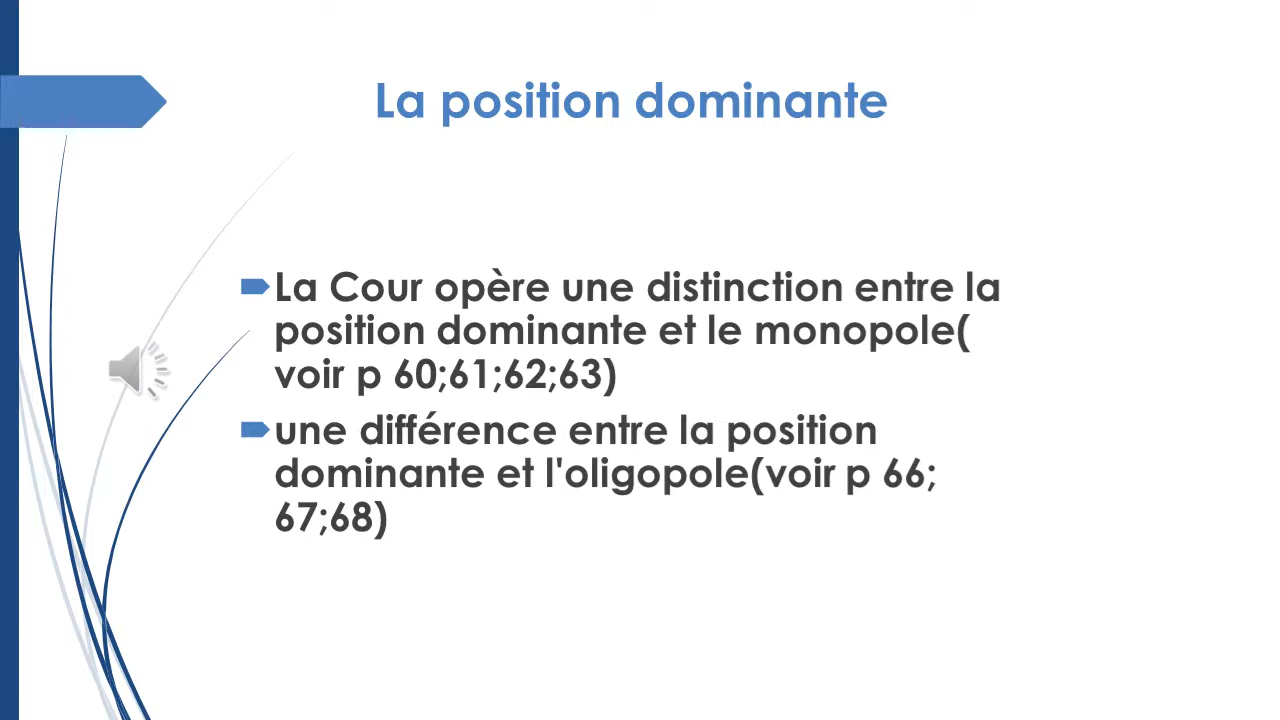 La position dominante
La Cour opère une distinction entre la
position dominante et le monopole(
voir p 60;61;62;63)
une différence entre la position
dominante et l'oligopole(voir p 66;
67;68)